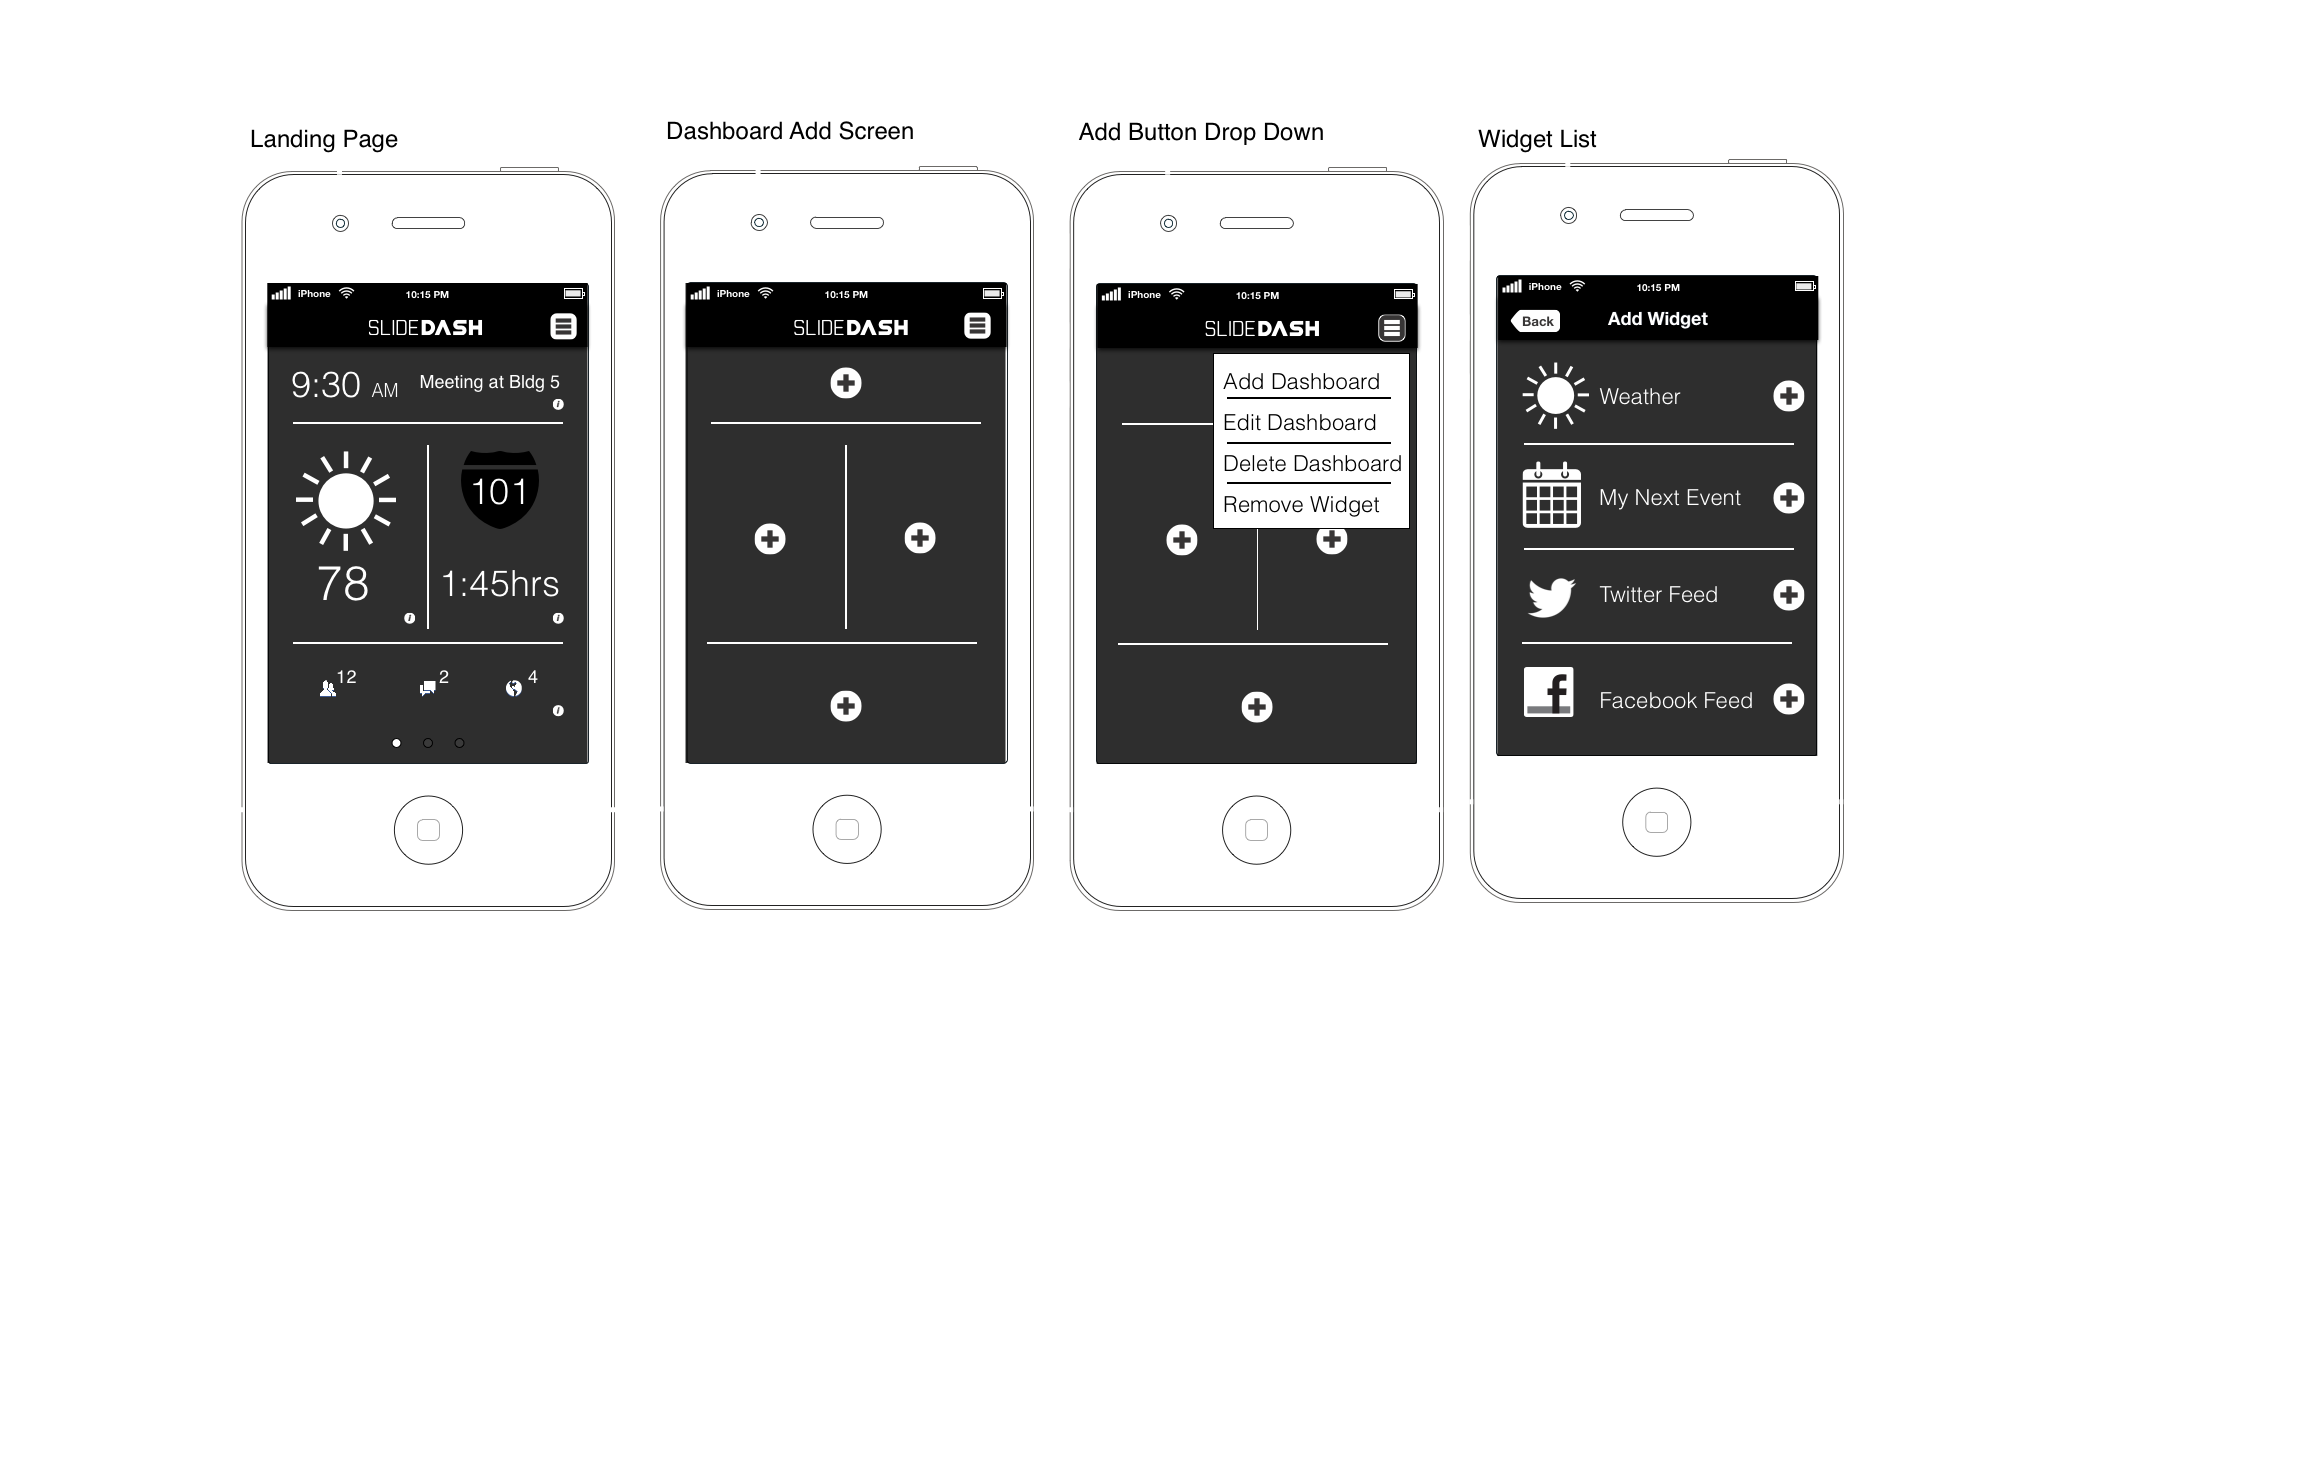 Landing Page
iPhone 10:15 PM
SLIDEDASH
9:30 AM Meeting at Bldg 5
101
78
1:45hrs
12 2 4
Dashboard Add Screen
iPhone 10:15 PM
SLIDEDASH
Add Button Drop Down
iPhone 10:15 PM
SLIDEDASH
Add Dashboard
Edit Dashboard
Delete Dashboard
Remove Widget
Widget List
iPhone 10:15 PM
Back Add Widget
Weather
My Next Event
Twitter Feed
Facebook Feed